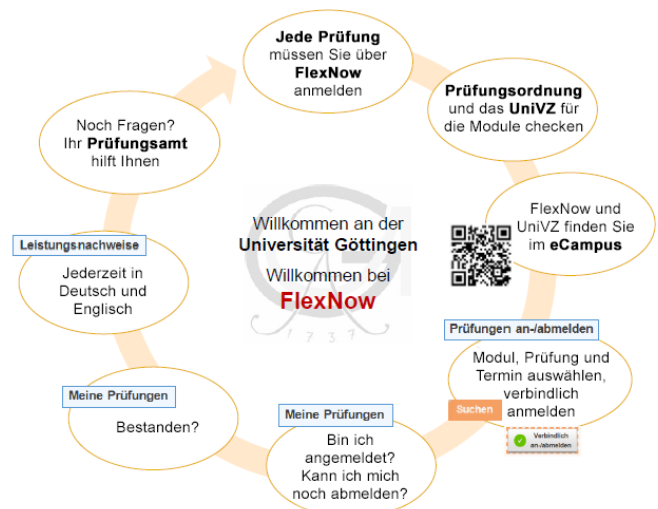 Jede Prüfung
müssen Sie über
FlexNow
anmelden
Prüfungsordnung
und das UniVZ für
die Module checken
FlexNow und
UniVZ finden Sie
im eCampus
Prüfungen an-/abmelden
Modul, Prüfung und
Termin auswählen,
verbindlich
anmelden
Suchen
Verbindlich
an-/abmelden
Meine Prüfungen
Bin ich
angemeldet?
Kann ich mich
noch abmelden?
Meine Prüfungen
Bestanden?
Leistungsnachweise
Jederzeit in
Deutsch und
Englisch
Noch Fragen?
Ihr Prüfungsamt
hilft Ihnen
Willkommen an der
Universität Göttingen
Willkommen bei
FlexNow
1737